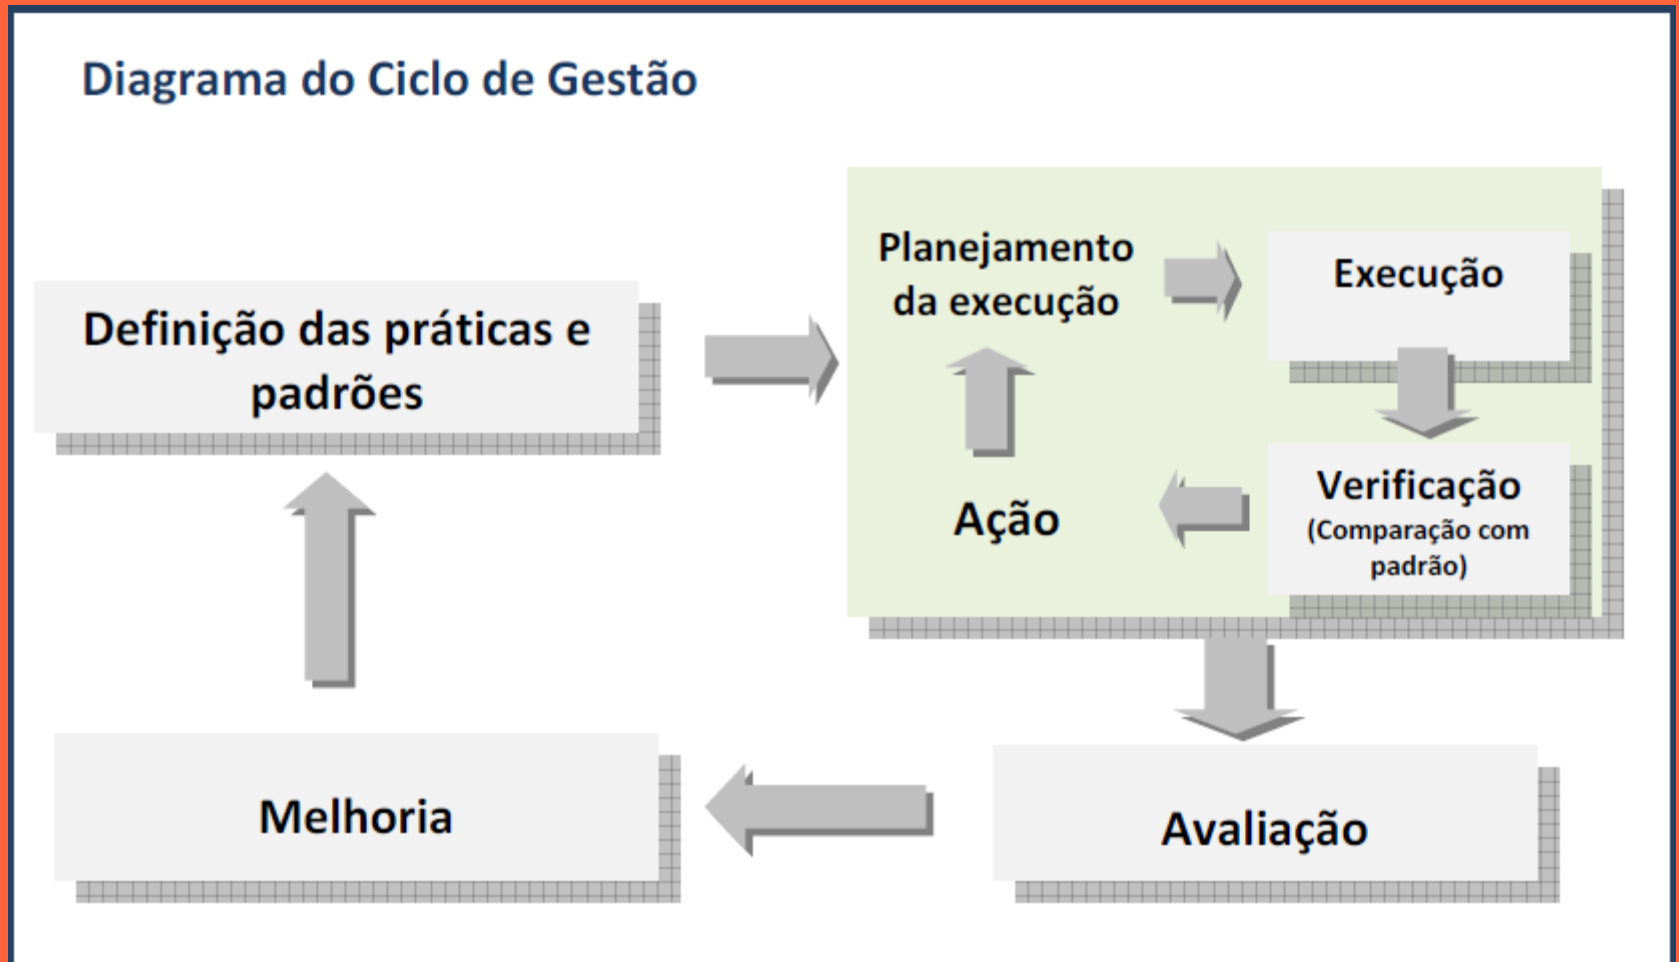 Diagrama do Ciclo de Gestão
Definição das práticas e
padrões
Planejamento
da execução
Execução
Verificação
(Comparação com
padrão)
Ação
Avaliação
Melhoria